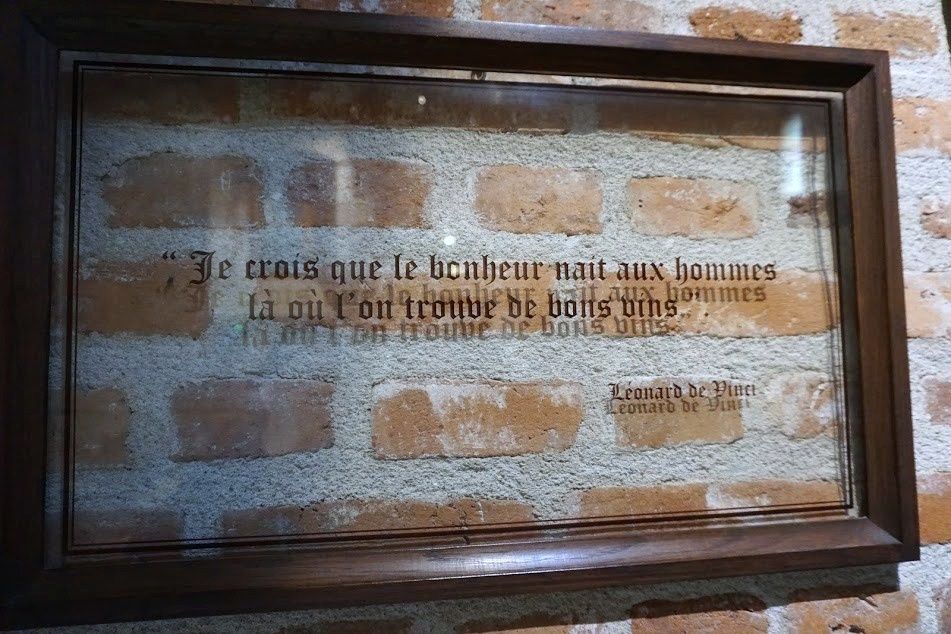 “ Je crois que le bonheur nait aux hommes
là où l'on trouve de bons vins ”.
Léonard de Vinci